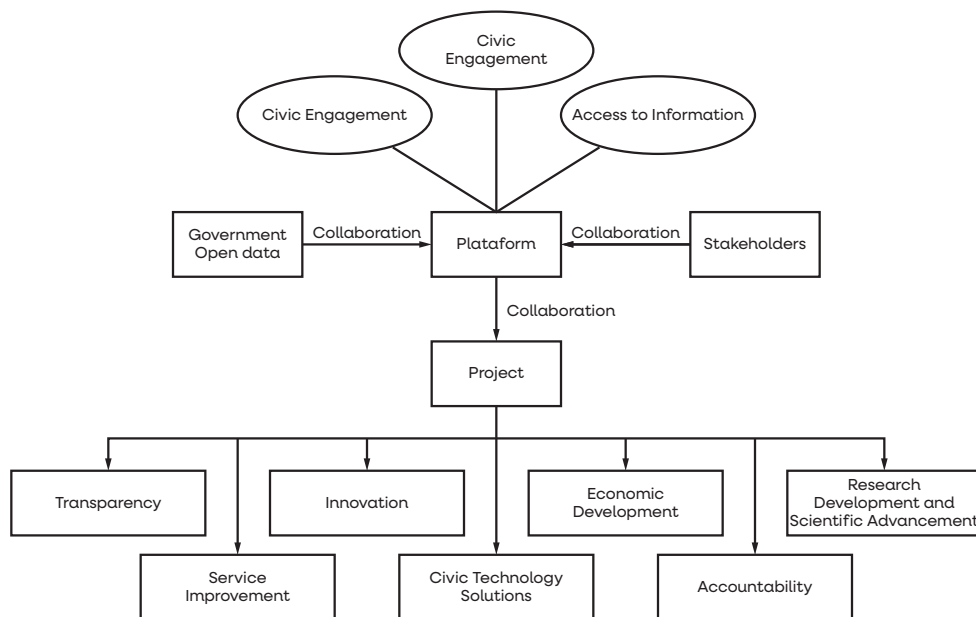 Civic
Engagement
Civic Engagement
Access to Information
Government
Open data
Collaboration
Plataform
Collaboration
Stakeholders
Collaboration
Project
Transparency
Innovation
Economic
Development
Research
Development and
Scientific Advancement
Service
Improvement
Civic Technology
Solutions
Accountability